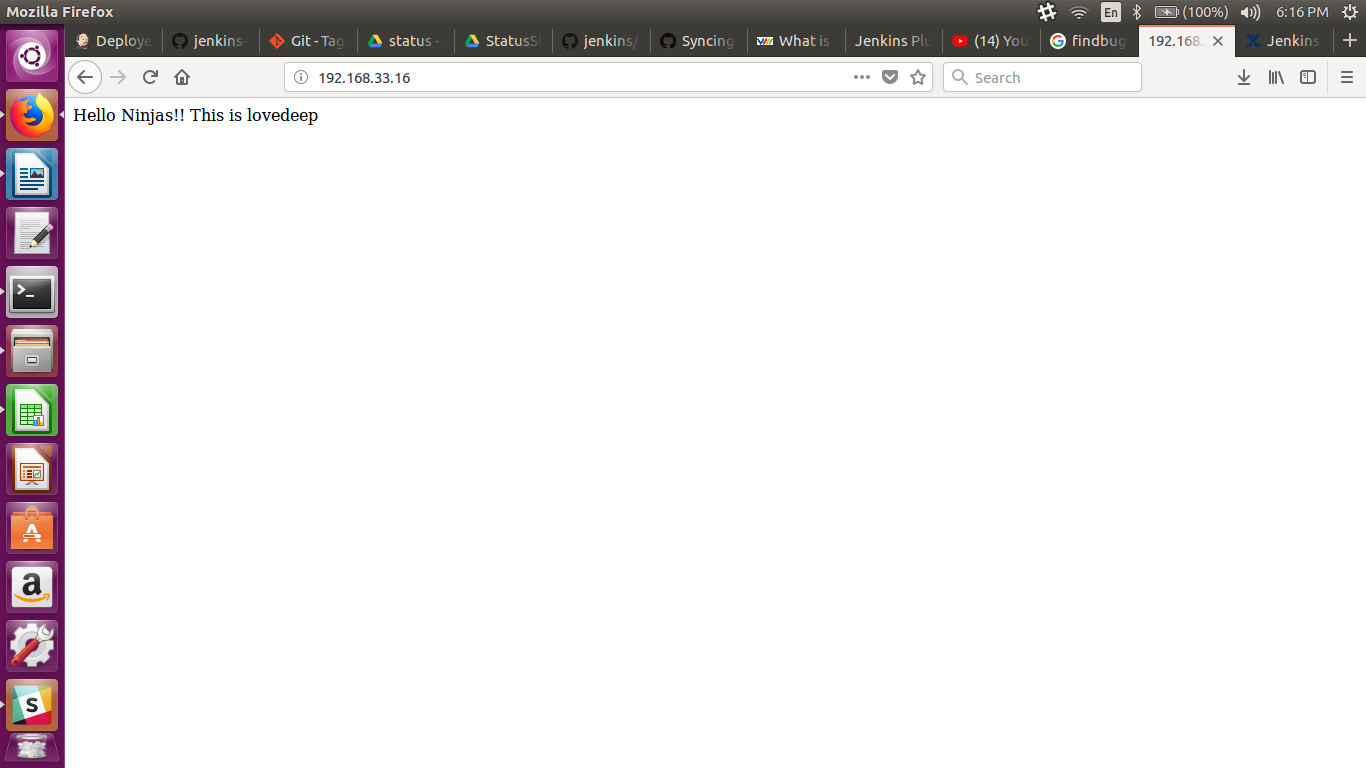 Mozilla Firefox
En
(100%)
6:16 PM
Deploye
jenkins-
Git - Tag
status -
StatusS
jenkins/
Syncing
What is
Jenkins Plu
(14) You
findbug
192.168.
Jenkins
192.168.33.16
Search
Hello Ninjas!! This is lovedeep